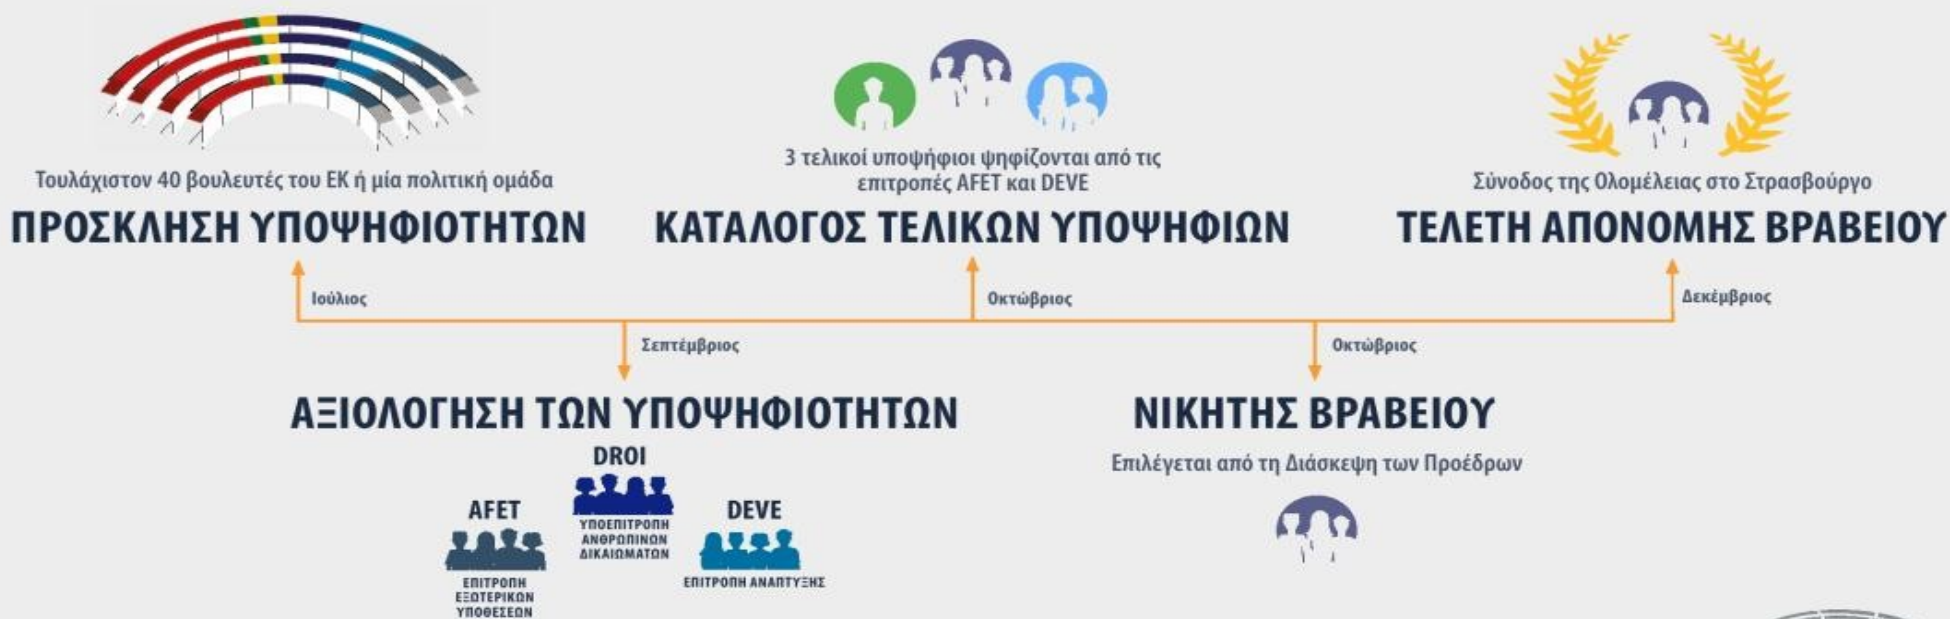 Τουλάχιστον 40 βουλευτές του ΕΚ ή μία πολιτική ομάδα
ΠΡΟΣΚΛΗΣΗ ΥΠΟΨΗΦΙΟΤΗΤΩΝ
3 τελικοί υποψήφιοι ψηφίζονται από τις
επιτροπές AFET και DEVE
ΚΑΤΑΛΟΓΟΣ ΤΕΛΙΚΩΝ ΥΠΟΨΗΦΙΩΝ
Σύνοδος της Ολομέλειας στο Στρασβούργο
ΤΕΛΕΤΗ ΑΠΟΝΟΜΗΣ ΒΡΑΒΕΙΟΥ
Ιούλιος
Οκτώβριος
Δεκέμβριος
Σεπτέμβριος
Οκτώβριος
ΑΞΙΟΛΟΓΗΣΗ ΤΩΝ ΥΠΟΨΗΦΙΟΤΗΤΩΝ
DROI
ΥΠΟΕΠΙΤΡΟΠΗ
ΑΝΘΡΩΠΙΝΩΝ
ΔΙΚΑΙΩΜΑΤΩΝ
AFET
ΕΠΙΤΡΟΠΗ
ΕΞΩΤΕΡΙΚΩΝ
ΥΠΟΘΕΣΕΩΝ
DEVE
ΕΠΙΤΡΟΠΗ ΑΝΑΠΤΥΞΗΣ
ΝΙΚΗΤΗΣ ΒΡΑΒΕΙΟΥ
Επιλέγεται από τη Διάσκεψη των Προέδρων